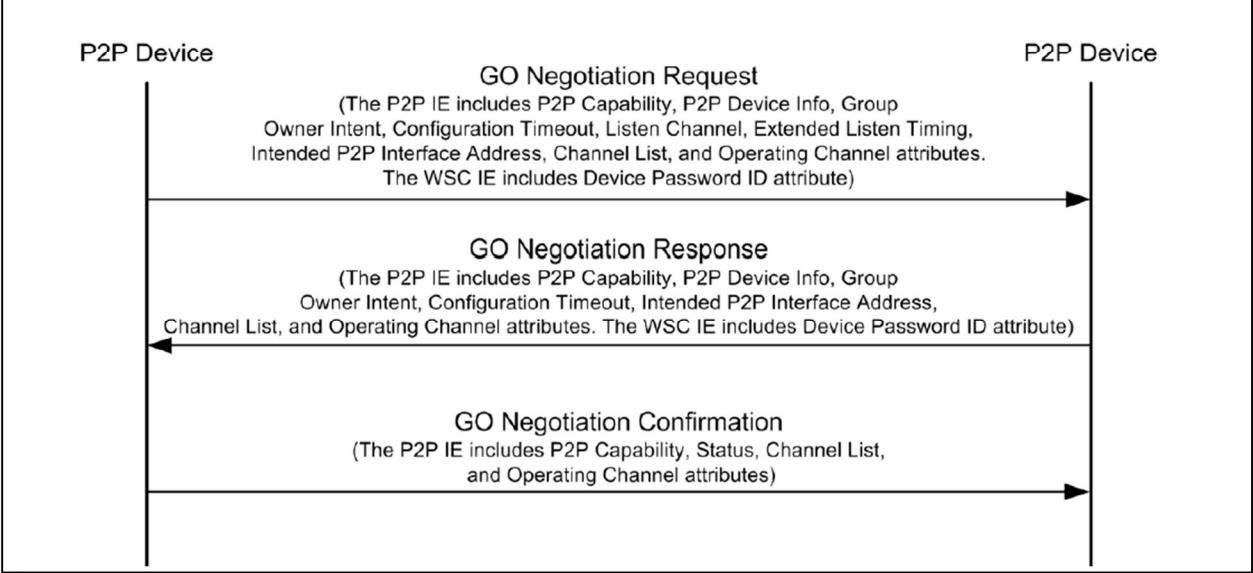 P2P Device
P2P Device
GO Negotiation Request
(The P2P IE includes P2P Capability, P2P Device Info, Group
Owner Intent, Configuration Timeout, Listen Channel, Extended Listen Timing,
Intended P2P Interface Address, Channel List, and Operating Channel attributes.
The WSC IE includes Device Password ID attribute)
GO Negotiation Response
(The P2P IE includes P2P Capability, P2P Device Info, Group
Owner Intent, Configuration Timeout, Intended P2P Interface Address,
Channel List, and Operating Channel attributes. The WSC IE includes Device Password ID attribute)
GO Negotiation Confirmation
(The P2P IE includes P2P Capability, Status, Channel List,
and Operating Channel attributes)